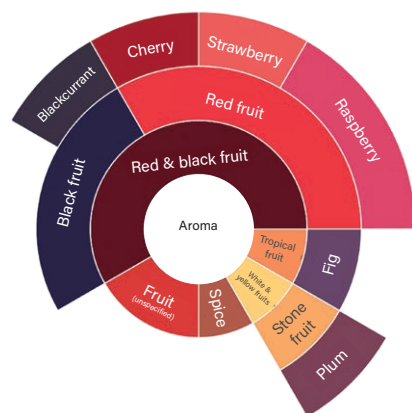 Cherry
Strawberry
Blackcurrant
Red fruit
Raspberry
Black fruit
Red & black fruit
Aroma
Tropical
fruit
Fig
White &
yellow fruits
Fruit
(unspecified)
Spice
Stone
fruit
Plum